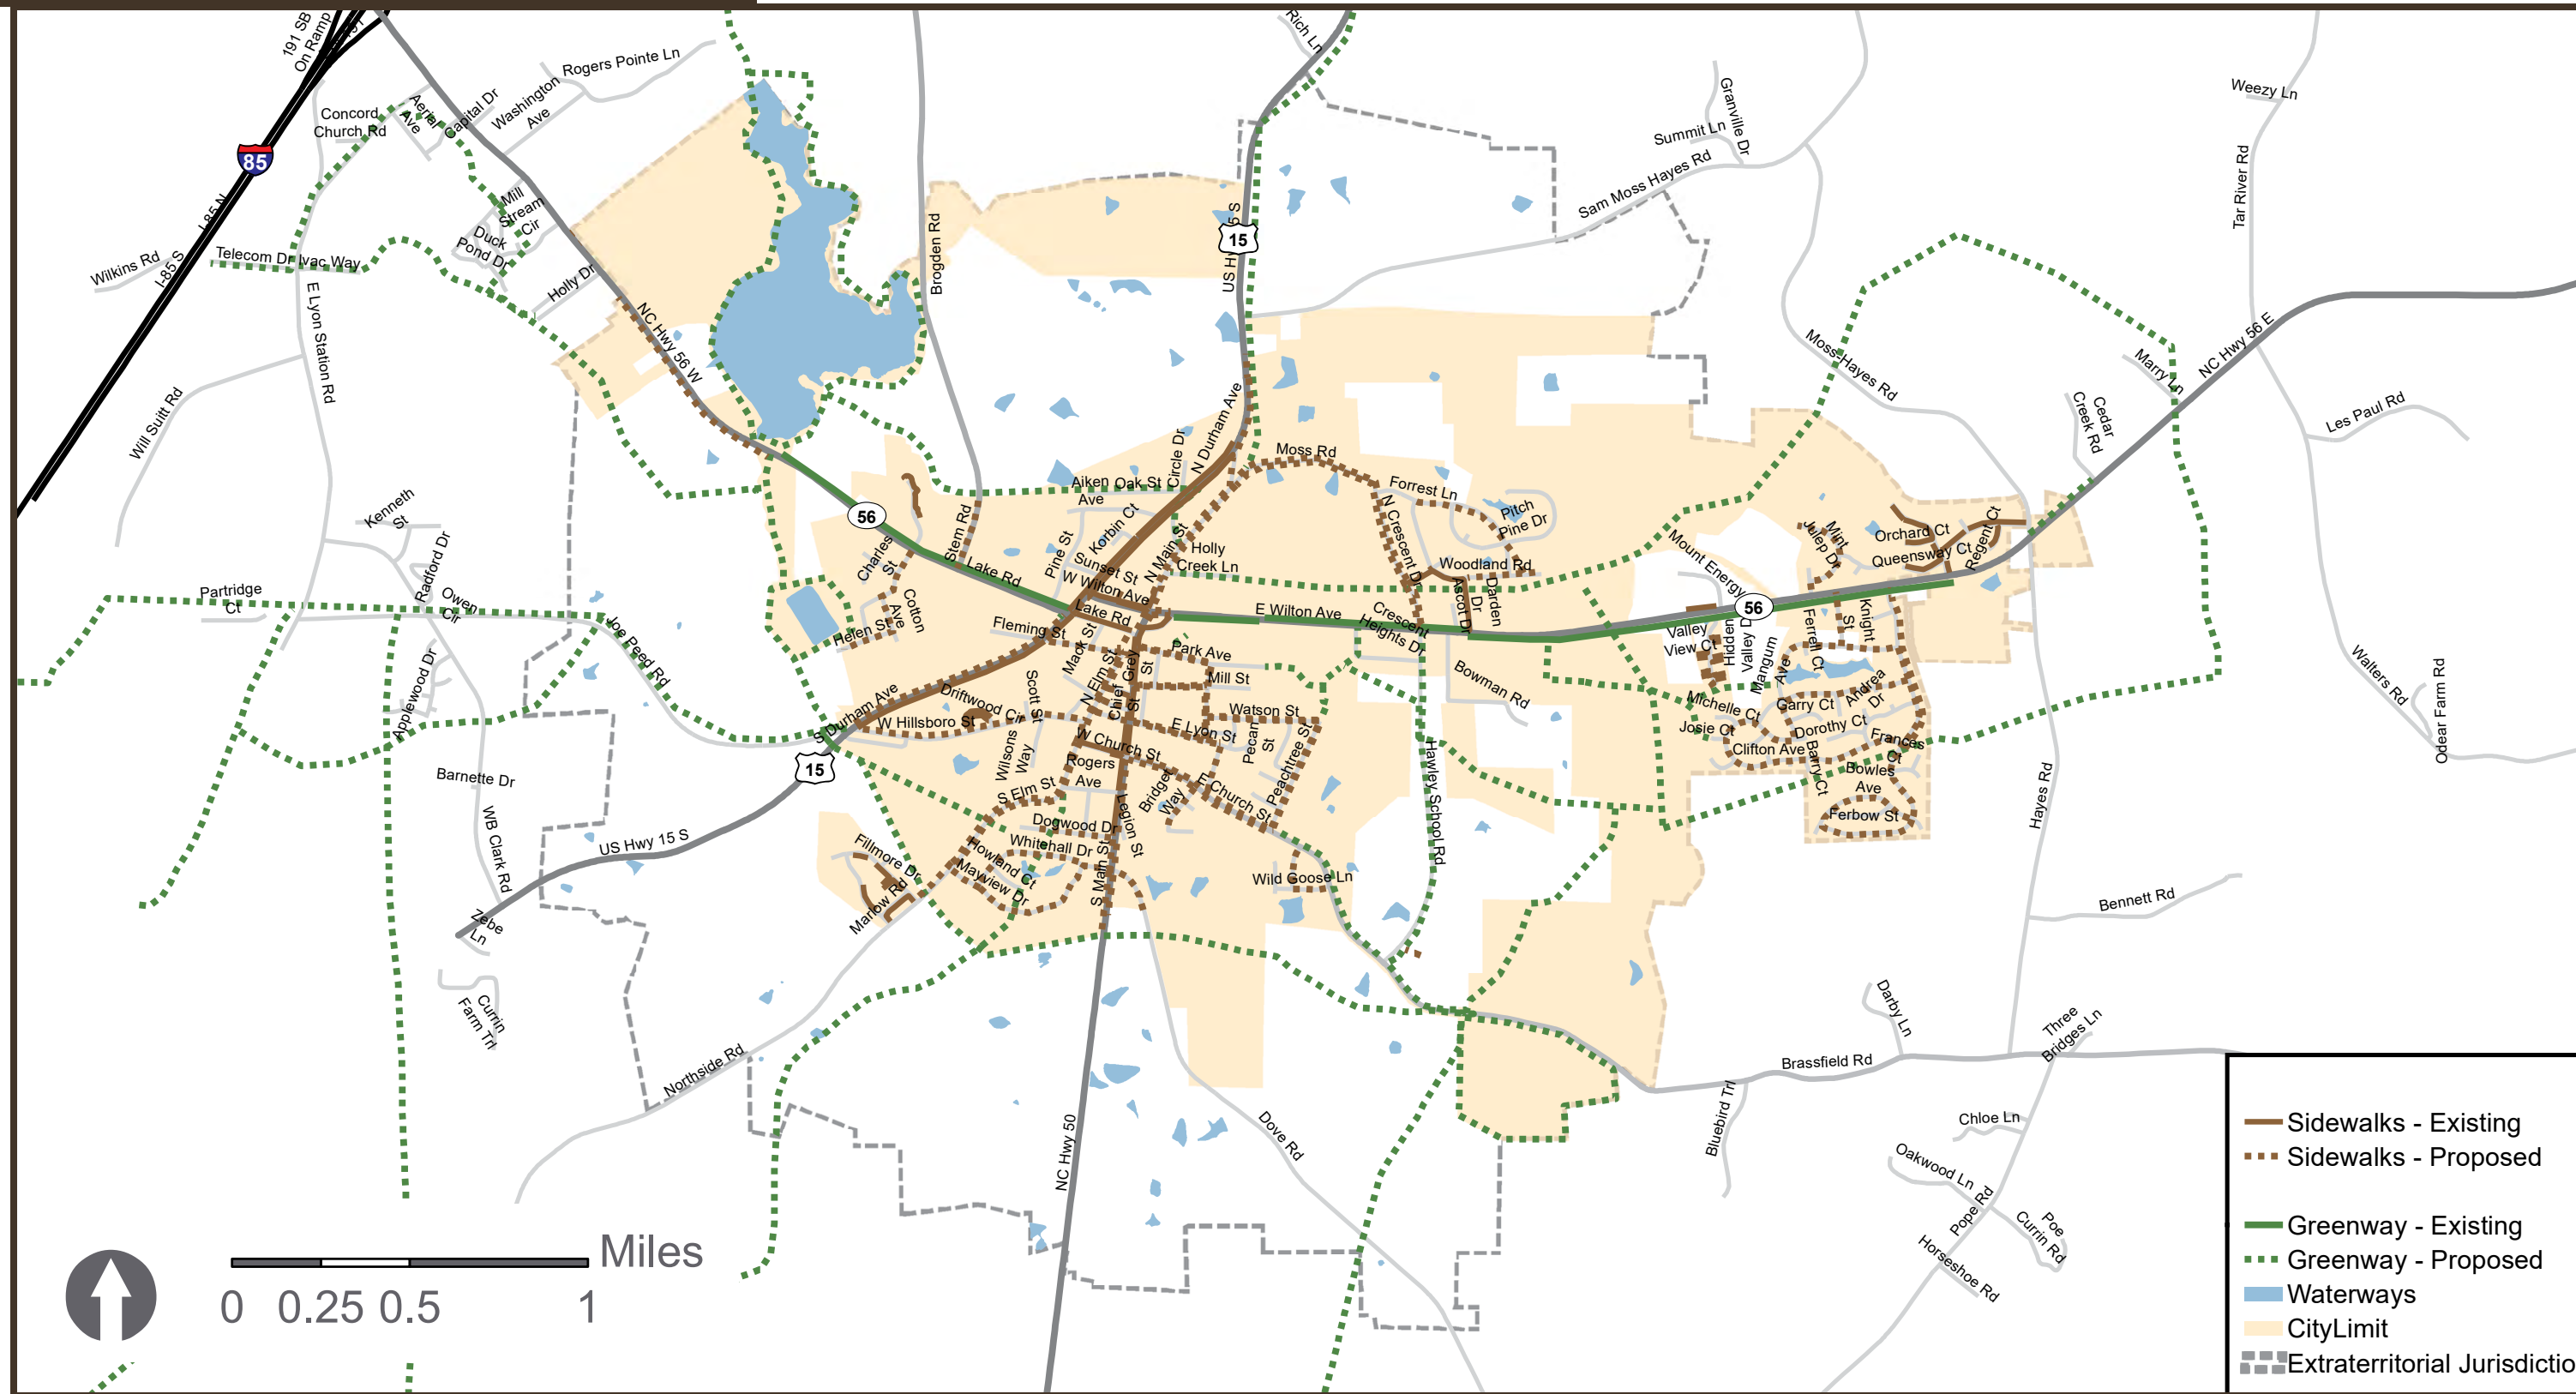 191 SB
On Ramp
Rich Ln
Rogers Pointe Ln
Washington
Ave
Capital Dr
Aerial
Ave
Concord
Church Rd
85
I-85 N
I-85 S
Wilkins Rd
Telecom Dr
Ivac Way
Mill
Stream
Cir
Duck
Pond Dr
Holly Dr
E Lyon Station Rd
Will Suitt Rd
NC Hwy 56 W
Brogden Rd
15
N Durham Ave
Granville Dr
Summit Ln
Sam Moss Hayes Rd
Weezy Ln
Tar River Rd
NC Hwy 56 E
Marry Ln
Cedar
Creek Rd
Les Paul Rd
Moss-Hayes Rd
Kenneth
St
Radford Dr
Owen
Cir
Partridge
Ct
Joe Peed Rd
Applewood Dr
Barnette Dr
WB Clark Rd
US Hwy 15 S
Zebe
Ln
Currin
Farm Trl
Northside Rd
56
Charles
St
Stem Rd
Lake Rd
Cotton
Ave
Helen St
Aiken
Ave
Oak St
Circle Dr
Korbin Ct
Pine St
Sunset St
W Wilton Ave
N Main St
Holly
Creek Ln
Lake Rd
Fleming St
Mack St
N Elm St
Chief
St
Grey
St
Park Ave
Mill St
Watson St
E Lyon St
Pecan
St
Peachtree St
Scott St
Driftwood Cir
S Durham Ave
W Hillsboro St
15
Wilsons
Way
W Church St
Rogers
Ave
Bridget
Way
E Church St
Legion St
S Elm St
Dogwood Dr
Whitehall Dr
Howland Ct
Mayview Dr
S Main St
Fillmore Dr
Marlow Rd
Wild Goose Ln
Moss Rd
Forrest Ln
N Crescent Dr
Pitch
Pine Dr
Woodland Rd
Ascot Dr
Darden
Dr
E Wilton Ave
Crescent
Heights Dr
Bowman Rd
Hawley School Rd
Mount Energy
56
Valley
View Ct
Hidden
Valley D
Mangum
Ave
Ferrell Ct
Knight
St
Mint
Julep Dr
Orchard Ct
Queensway Ct
Regent Ct
Michelle Ct
Josie Ct
Garry Ct
Andrea
Dr
Dorothy Ct
Clifton Ave
Barry Ct
Frances
Ct
Bowles
Ave
Ferbow St
Walters Rd
Odear Farm Rd
Hayes Rd
Bennett Rd
Darby Ln
Three
Bridges Ln
Brassfield Rd
Bluebird Trl
Chloe Ln
Oakwood Ln
Pope Rd
Poe
Currin Rd
Horseshoe Rd
Dove Rd
NC Hwy 50
Miles
0 0.25 0.5 1
Sidewalks - Existing
Sidewalks - Proposed
Greenway - Existing
Greenway - Proposed
Waterways
CityLimit
Extraterritorial Jurisdictio